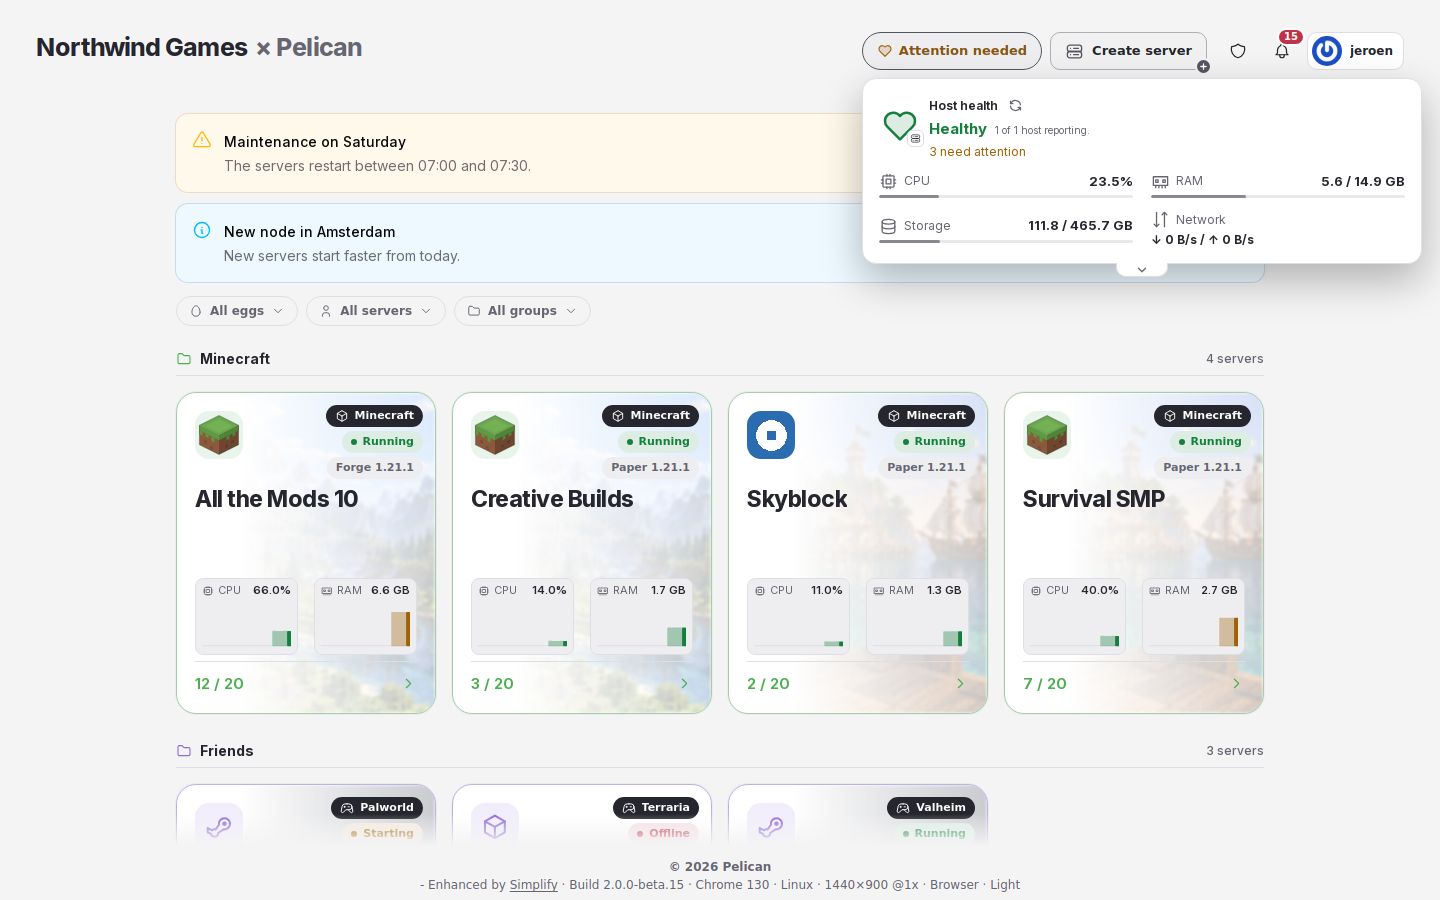 Northwind Games × Pelican
Attention needed
Create server
15
jeroen
Host health
Healthy 1 of 1 host reporting.
3 need attention
CPU 23.5%
RAM 5.6 / 14.9 GB
Storage 111.8 / 465.7 GB
Network
↓ 0 B/s / ↑ 0 B/s
Maintenance on Saturday
The servers restart between 07:00 and 07:30.
New node in Amsterdam
New servers start faster from today.
All eggs
All servers
All groups
Minecraft
4 servers
Minecraft
Running
Forge 1.21.1
All the Mods 10
CPU 66.0%
RAM 6.6 GB
12 / 20
Minecraft
Running
Paper 1.21.1
Creative Builds
CPU 14.0%
RAM 1.7 GB
3 / 20
Minecraft
Running
Paper 1.21.1
Skyblock
CPU 11.0%
RAM 1.3 GB
2 / 20
Minecraft
Running
Paper 1.21.1
Survival SMP
CPU 40.0%
RAM 2.7 GB
7 / 20
Friends
3 servers
Palworld
Starting
Terraria
Offline
Valheim
Running
© 2026 Pelican
- Enhanced by Simplify · Build 2.0.0-beta.15 · Chrome 130 · Linux · 1440×900 @1x · Browser · Light